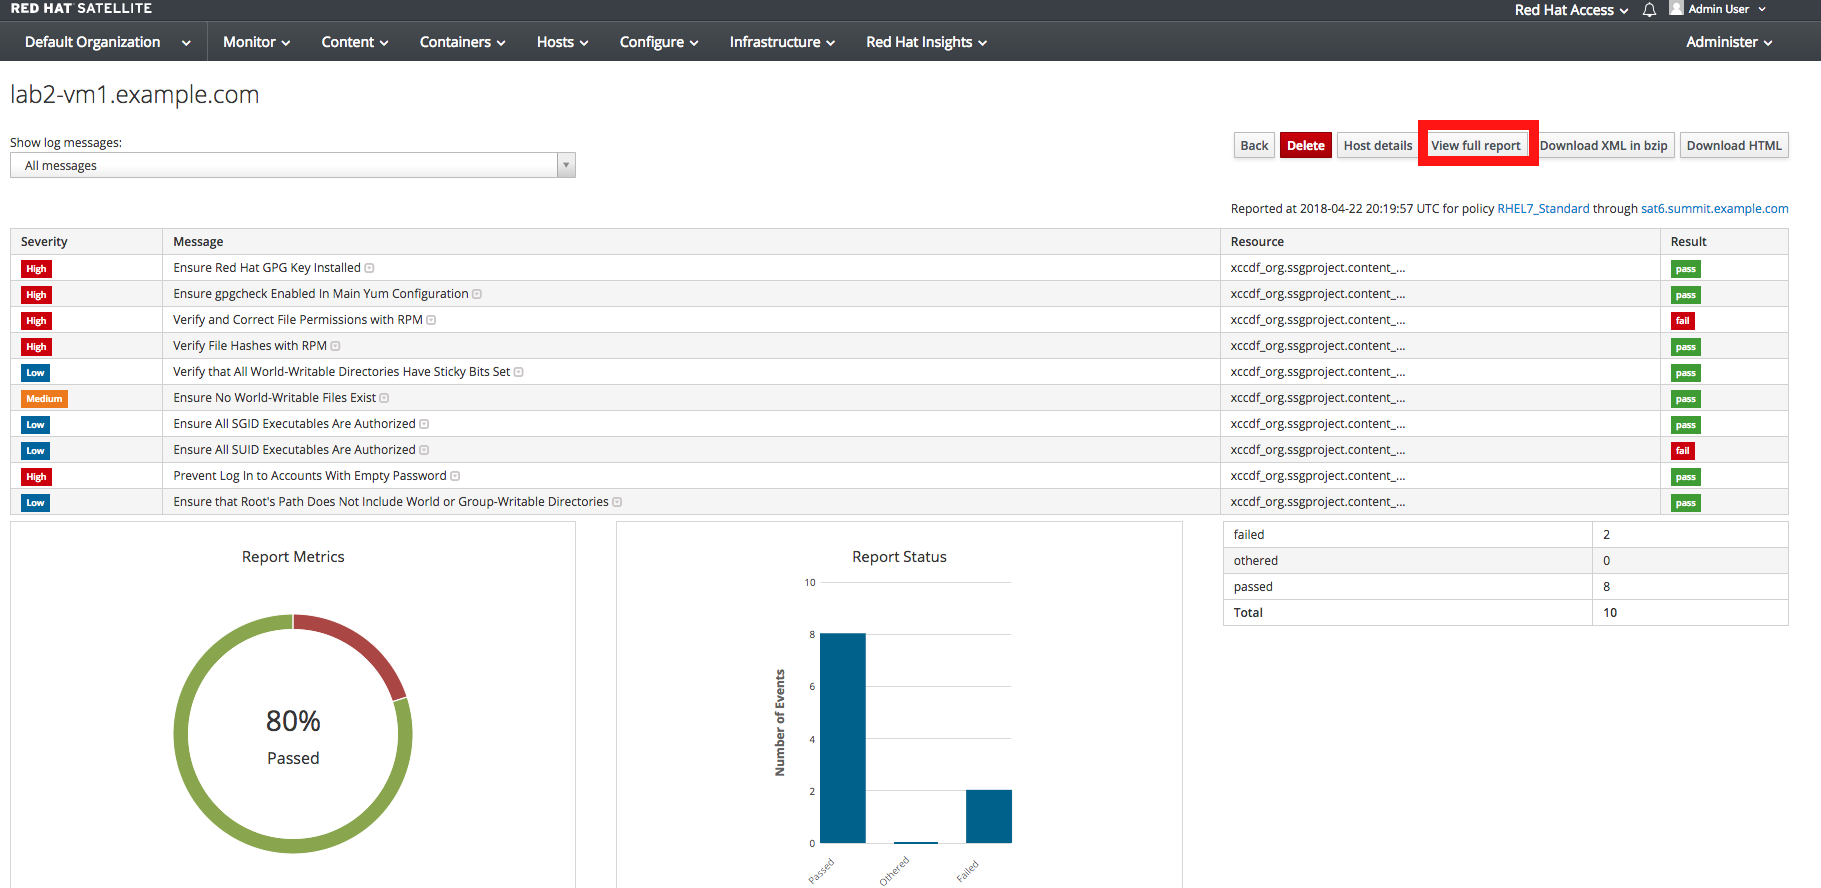 RED HAT SATELLITE
Red Hat Access Admin User
Default Organization Monitor Content Containers Hosts Configure Infrastructure Red Hat Insights Administer
lab2-vm1.example.com
Show log messages:
All messages
Back Delete Host details View full report Download XML in bzip Download HTML
Reported at 2018-04-22 20:19:57 UTC for policy RHEL7_Standard through sat6.summit.example.com
Severity Message Resource Result
High Ensure Red Hat GPG Key Installed xccdf_org.ssgproject.content_... pass
High Ensure gpgcheck Enabled In Main Yum Configuration xccdf_org.ssgproject.content_... pass
High Verify and Correct File Permissions with RPM xccdf_org.ssgproject.content_... fail
High Verify File Hashes with RPM xccdf_org.ssgproject.content_... pass
Low Verify that All World-Writable Directories Have Sticky Bits Set xccdf_org.ssgproject.content_... pass
Medium Ensure No World-Writable Files Exist xccdf_org.ssgproject.content_... pass
Low Ensure All SGID Executables Are Authorized xccdf_org.ssgproject.content_... pass
Low Ensure All SUID Executables Are Authorized xccdf_org.ssgproject.content_... fail
High Prevent Log In to Accounts With Empty Password xccdf_org.ssgproject.content_... pass
Low Ensure that Root's Path Does Not Include World or Group-Writable Directories xccdf_org.ssgproject.content_... pass
Report Metrics
80%
Passed
Report Status
Number of Events
10
8
6
4
2
0
Passed Othered Failed
failed 2
othered 0
passed 8
Total 10